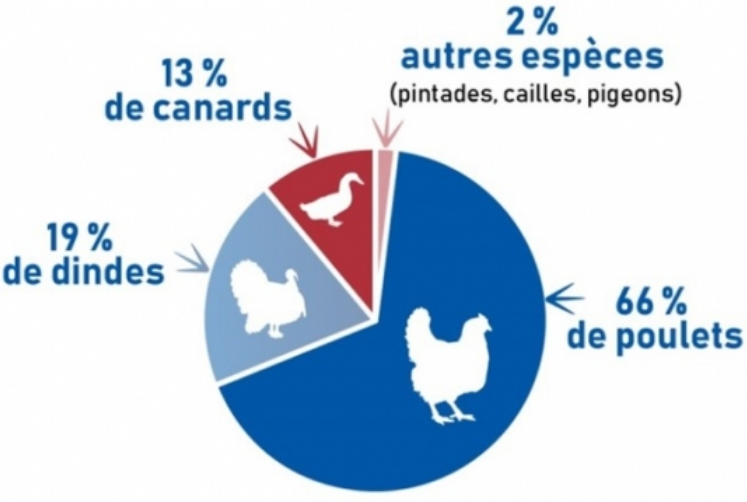 2 %
autres espèces
(pintades, cailles, pigeons)
13 %
de canards
19 %
de dindes
66 %
de poulets